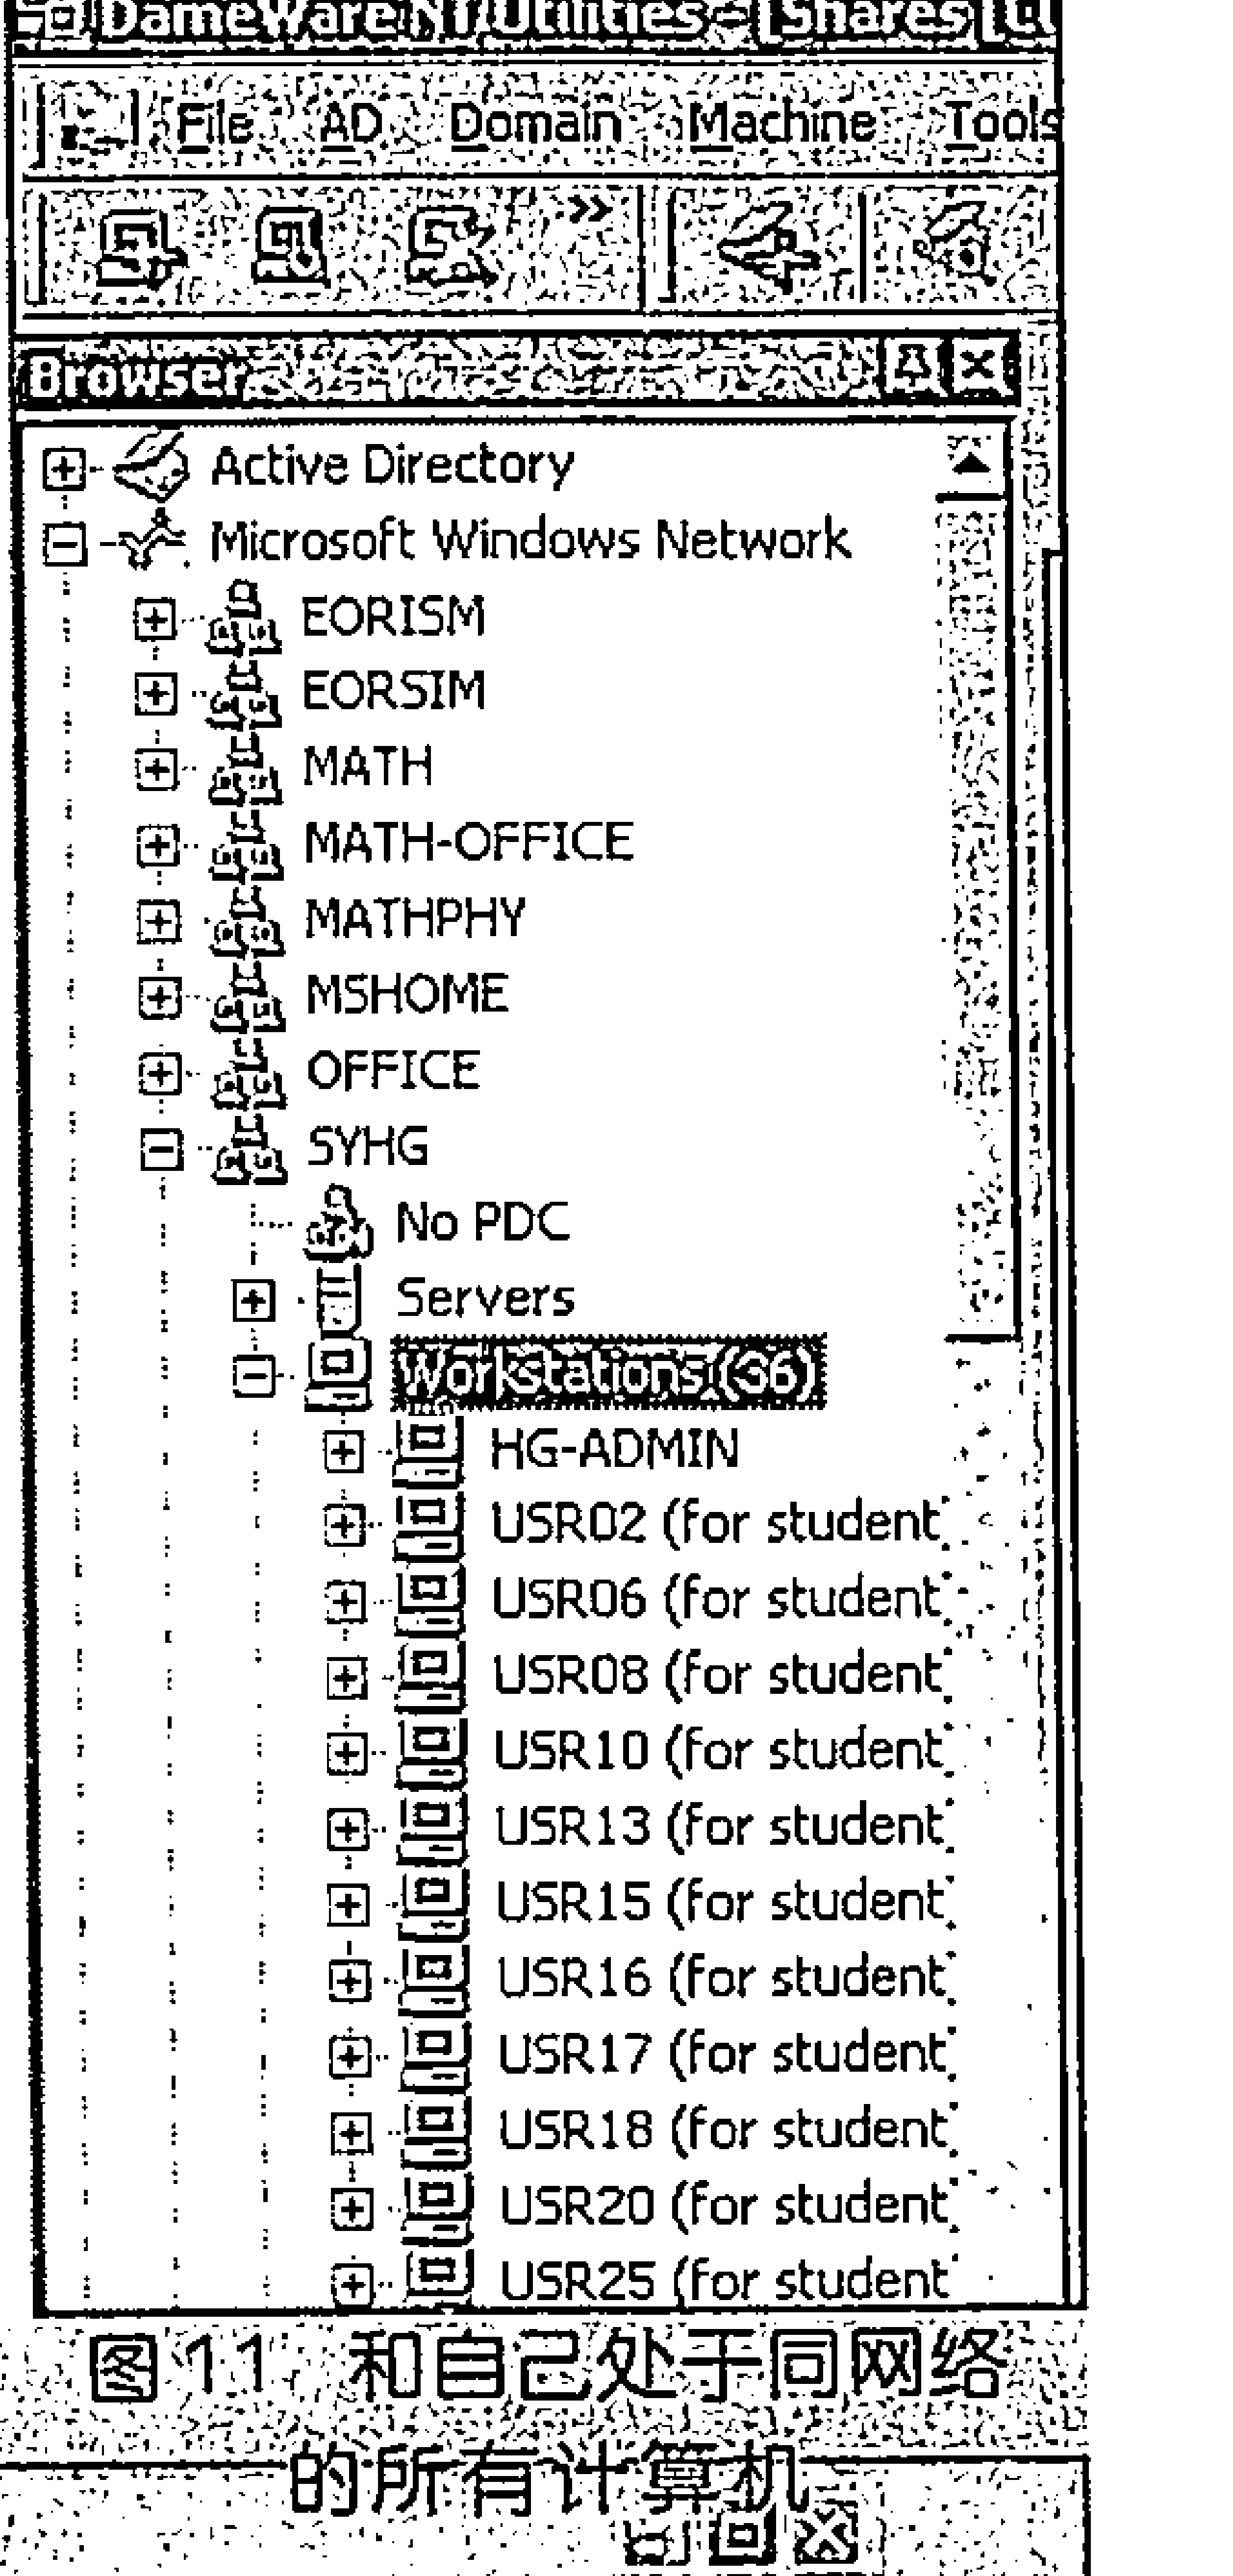 DameWare NT Utilities - [Shares [
File AD Domain Machine Tools
»
Browser
Active Directory
Microsoft Windows Network
EORISM
EORSIM
MATH
MATH-OFFICE
MATHPHY
MSHOME
OFFICE
SYHG
No PDC
Servers
Workstations (36)
HG-ADMIN
USR02 (for student
USR06 (for student
USR08 (for student
USR10 (for student
USR13 (for student
USR15 (for student
USR16 (for student
USR17 (for student
USR18 (for student
USR20 (for student
USR25 (for student
图 11 和自己处于同网络
的所有计算机